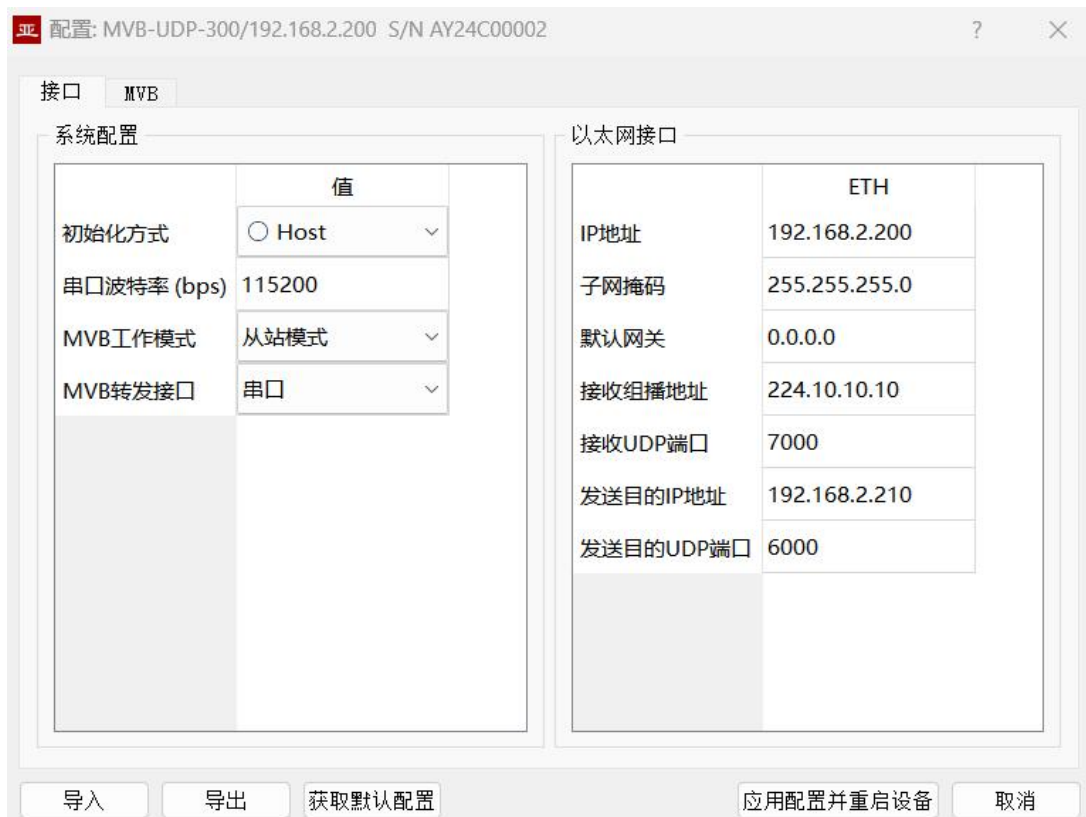 亚 配置: MVB-UDP-300/192.168.2.200 S/N AY24C00002 ?
接口 MVB
系统配置
值
初始化方式 Host
串口波特率 (bps) 115200
MVB工作模式 从站模式
MVB转发接口 串口
以太网接口
ETH
IP地址 192.168.2.200
子网掩码 255.255.255.0
默认网关 0.0.0.0
接收组播地址 224.10.10.10
接收UDP端口 7000
发送目的IP地址 192.168.2.210
发送目的UDP端口 6000
导入 导出 获取默认配置 应用配置并重启设备 取消